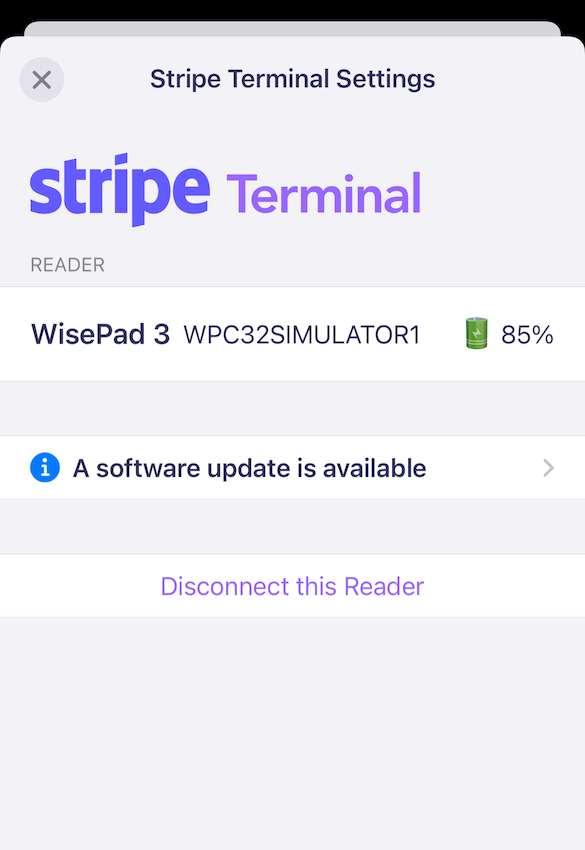 Stripe Terminal Settings
stripe Terminal
READER
WisePad 3 WPC32SIMULATOR1 85%
A software update is available
Disconnect this Reader